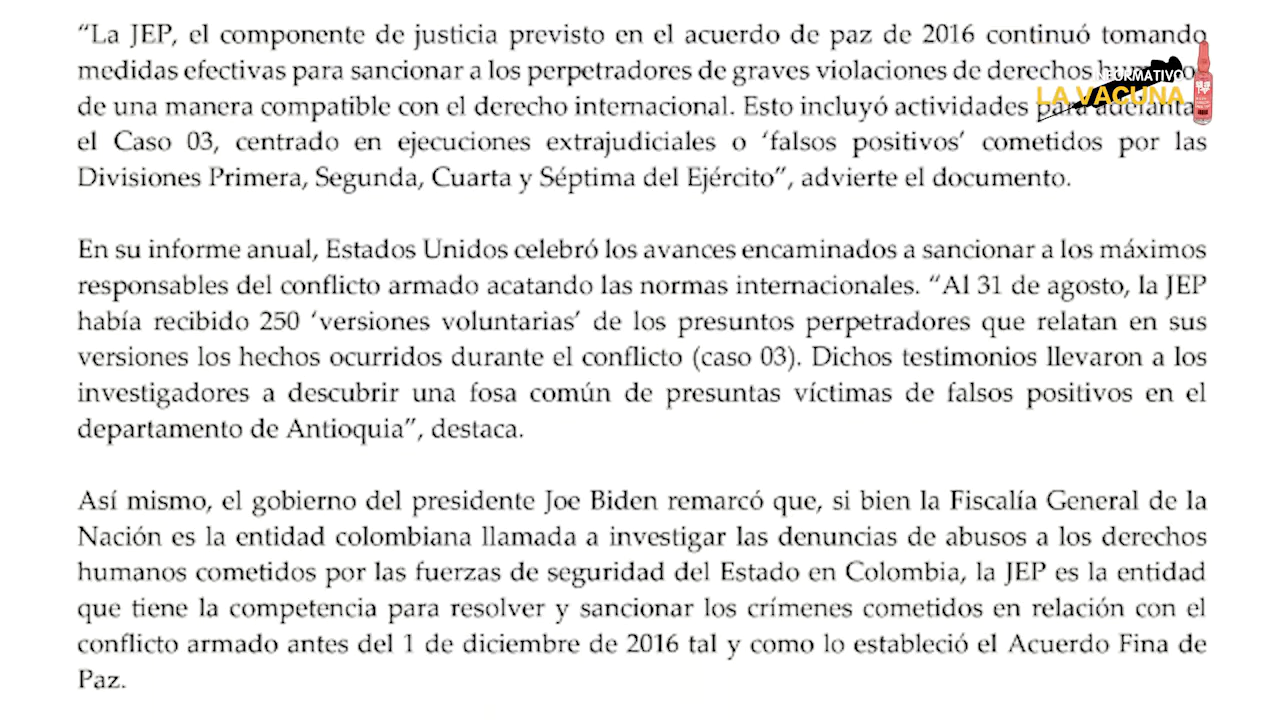 “La JEP, el componente de justicia previsto en el acuerdo de paz de 2016 continuó tomando
medidas efectivas para sancionar a los perpetradores de graves violaciones de derechos
de una manera compatible con el derecho internacional. Esto incluyó actividades para adelanta
el Caso 03, centrado en ejecuciones extrajudiciales o ‘falsos positivos’ cometidos por las
Divisiones Primera, Segunda, Cuarta y Séptima del Ejército”, advierte el documento.
En su informe anual, Estados Unidos celebró los avances encaminados a sancionar a los máximos
responsables del conflicto armado acatando las normas internacionales. “Al 31 de agosto, la JEP
había recibido 250 ‘versiones voluntarias’ de los presuntos perpetradores que relatan en sus
versiones los hechos ocurridos durante el conflicto (caso 03). Dichos testimonios llevaron a los
investigadores a descubrir una fosa común de presuntas víctimas de falsos positivos en el
departamento de Antioquia”, destaca.
Así mismo, el gobierno del presidente Joe Biden remarcó que, si bien la Fiscalía General de la
Nación es la entidad colombiana llamada a investigar las denuncias de abusos a los derechos
humanos cometidos por las fuerzas de seguridad del Estado en Colombia, la JEP es la entidad
que tiene la competencia para resolver y sancionar los crímenes cometidos en relación con el
conflicto armado antes del 1 de diciembre de 2016 tal y como lo estableció el Acuerdo Fina de
Paz.
INFORMATIVO
LA VACUNA